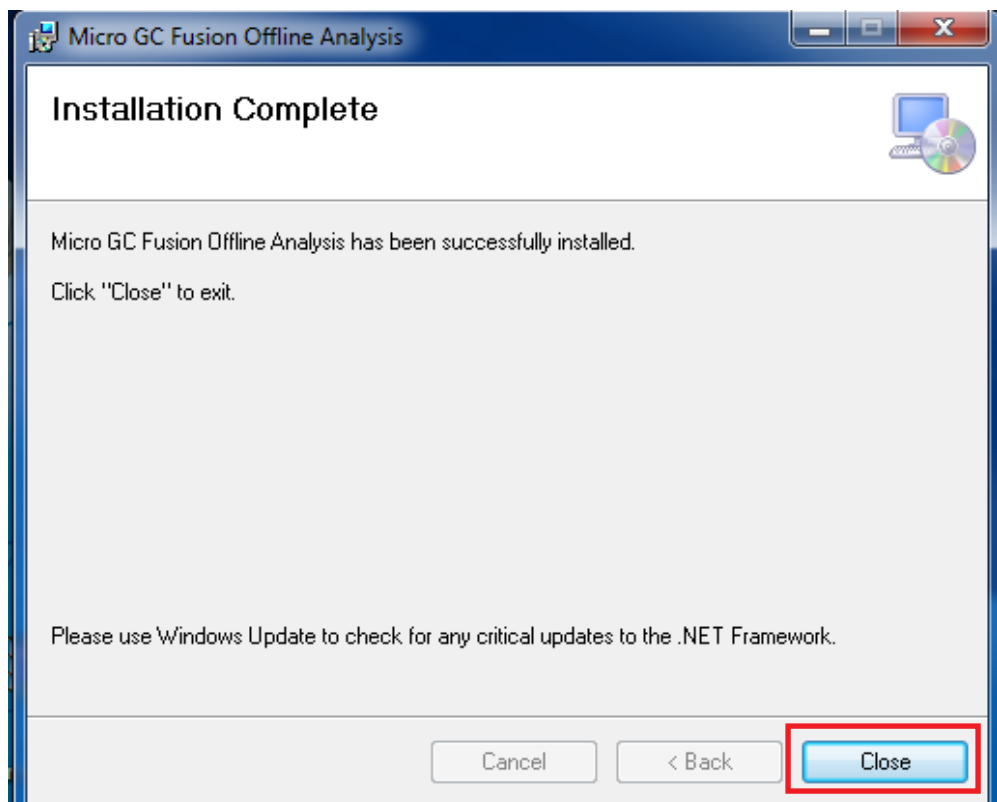 Micro GC Fusion Offline Analysis
Installation Complete
Micro GC Fusion Offline Analysis has been successfully installed.
Click "Close" to exit.
Please use Windows Update to check for any critical updates to the .NET Framework.
Cancel
< Back
Close